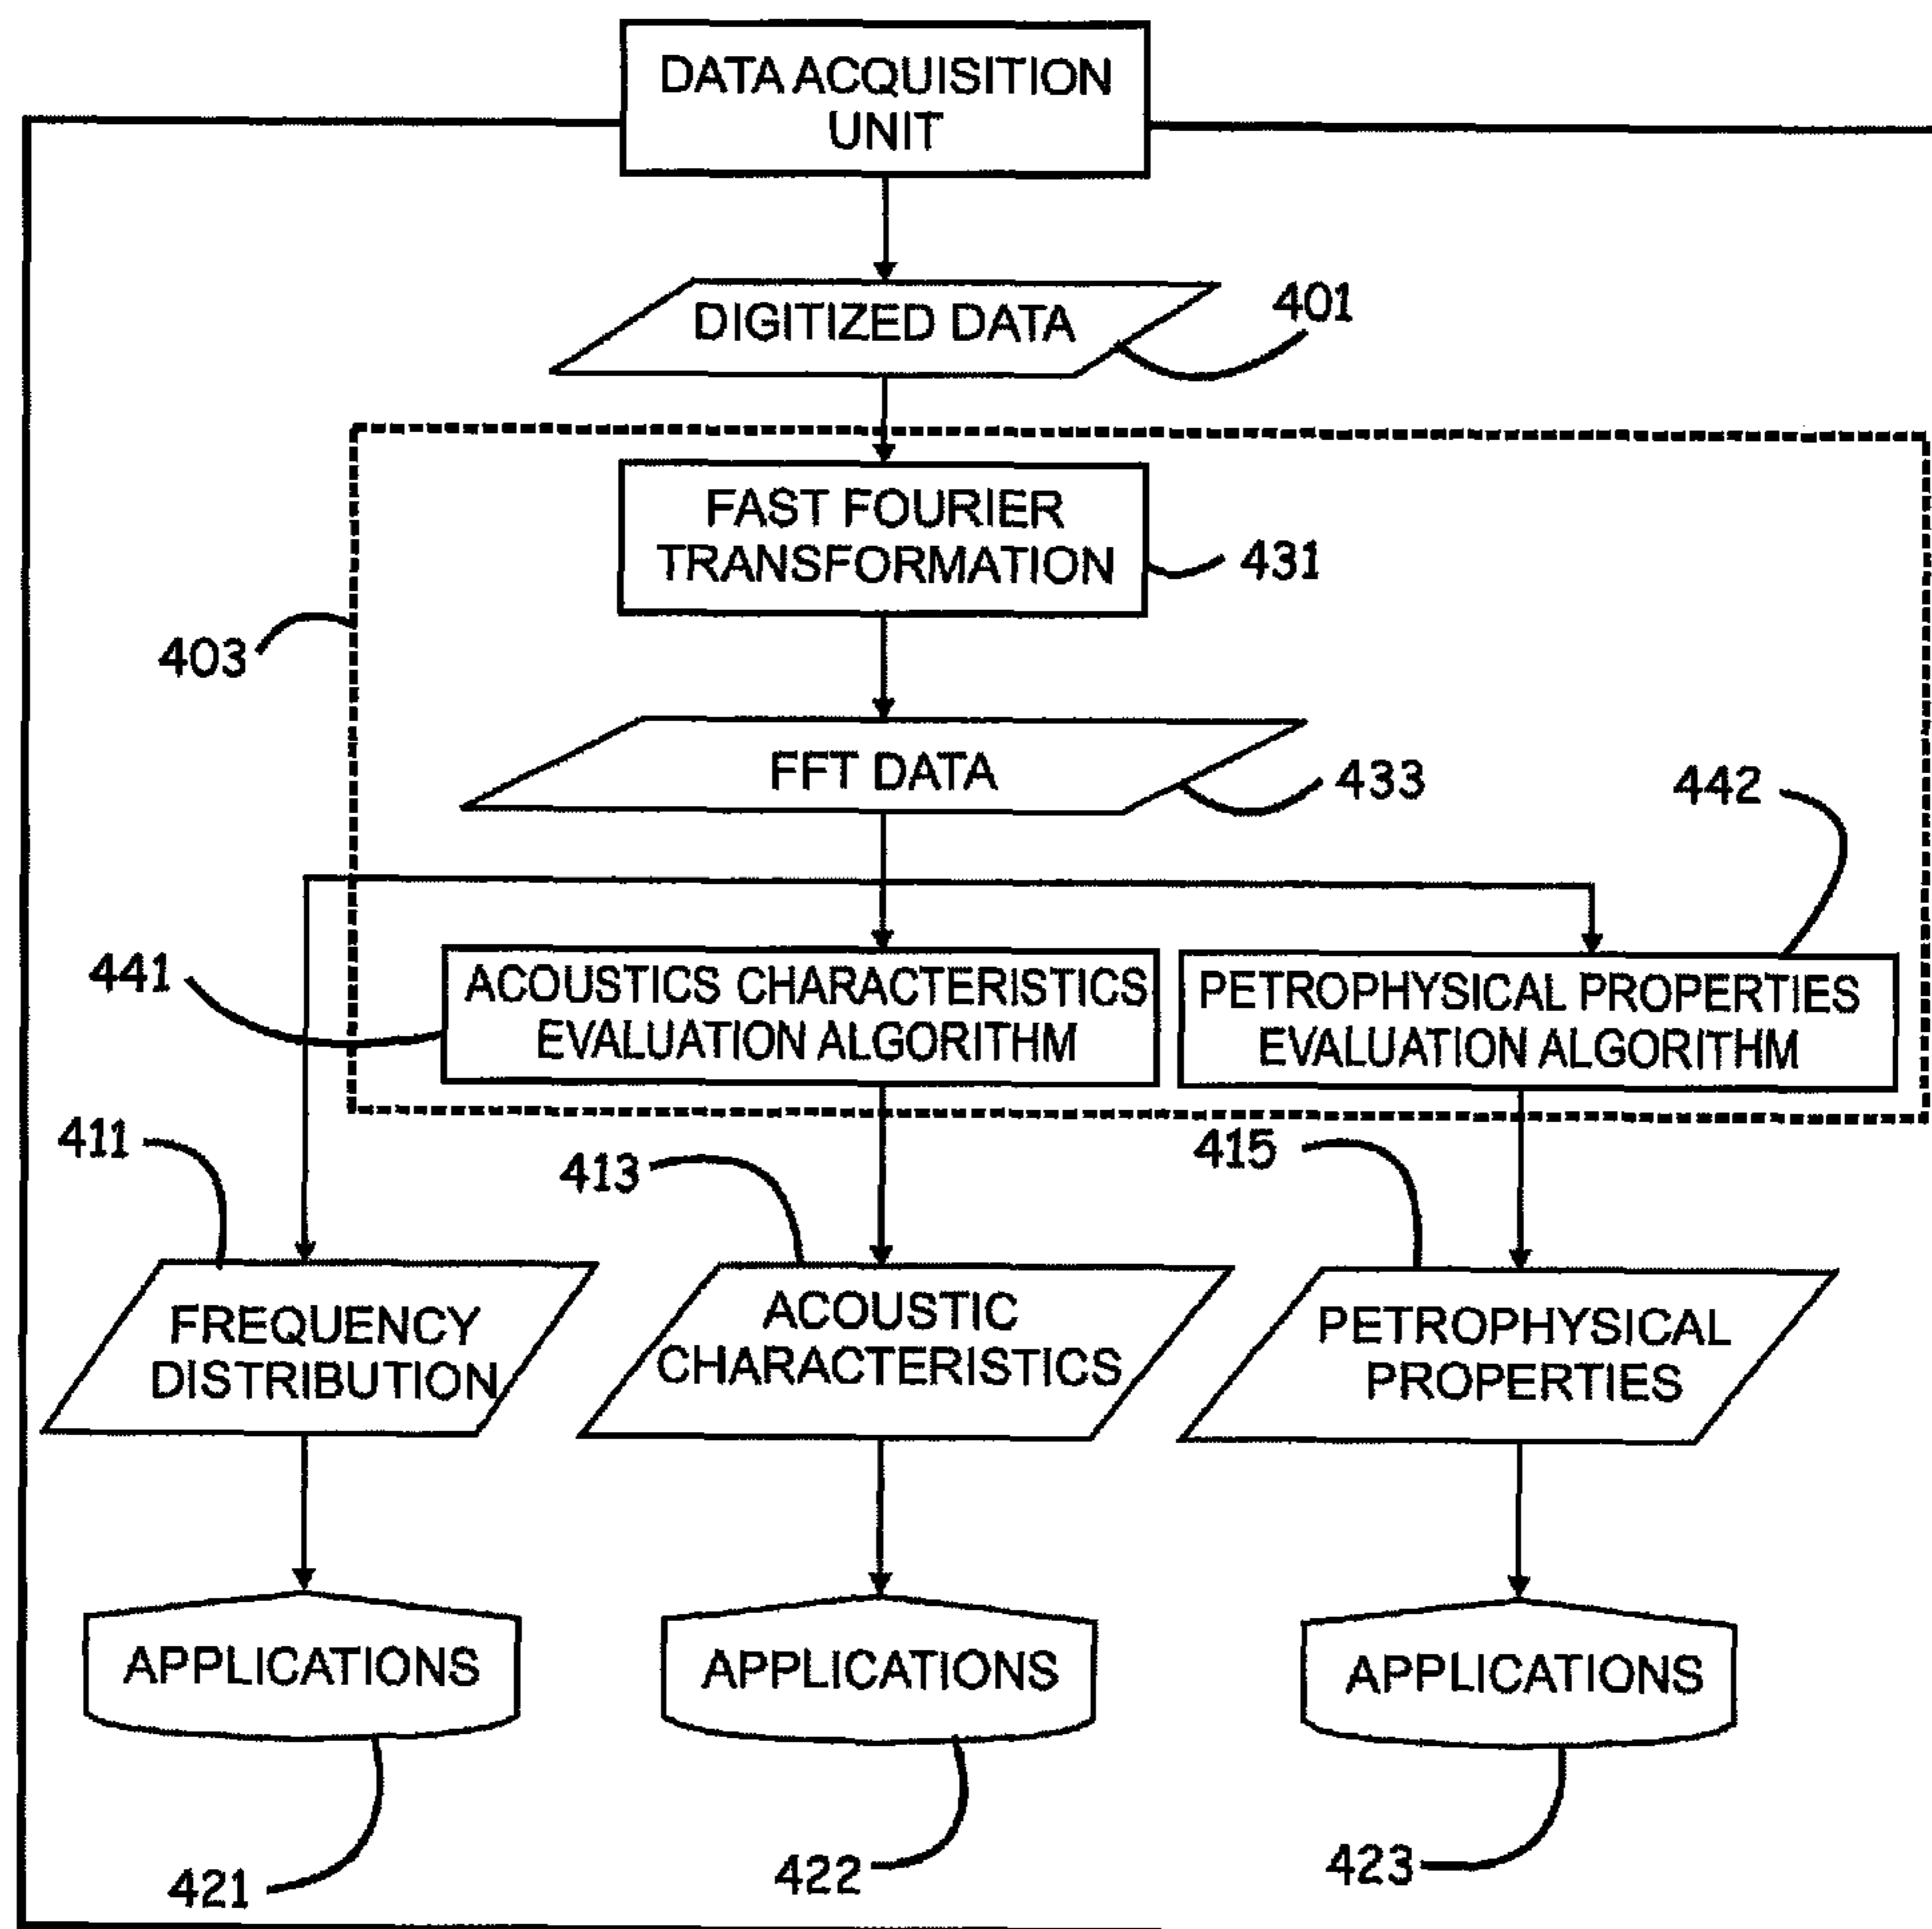 DATA ACQUISITION
UNIT
DIGITIZED DATA
401
FAST FOURIER
TRANSFORMATION
431
403
FFT DATA
433
442
441
ACOUSTICS CHARACTERISTICS
EVALUATION ALGORITHM
PETROPHYSICAL PROPERTIES
EVALUATION ALGORITHM
411
413
415
FREQUENCY
DISTRIBUTION
ACOUSTIC
CHARACTERISTICS
PETROPHYSICAL
PROPERTIES
APPLICATIONS
APPLICATIONS
APPLICATIONS
421
422
423